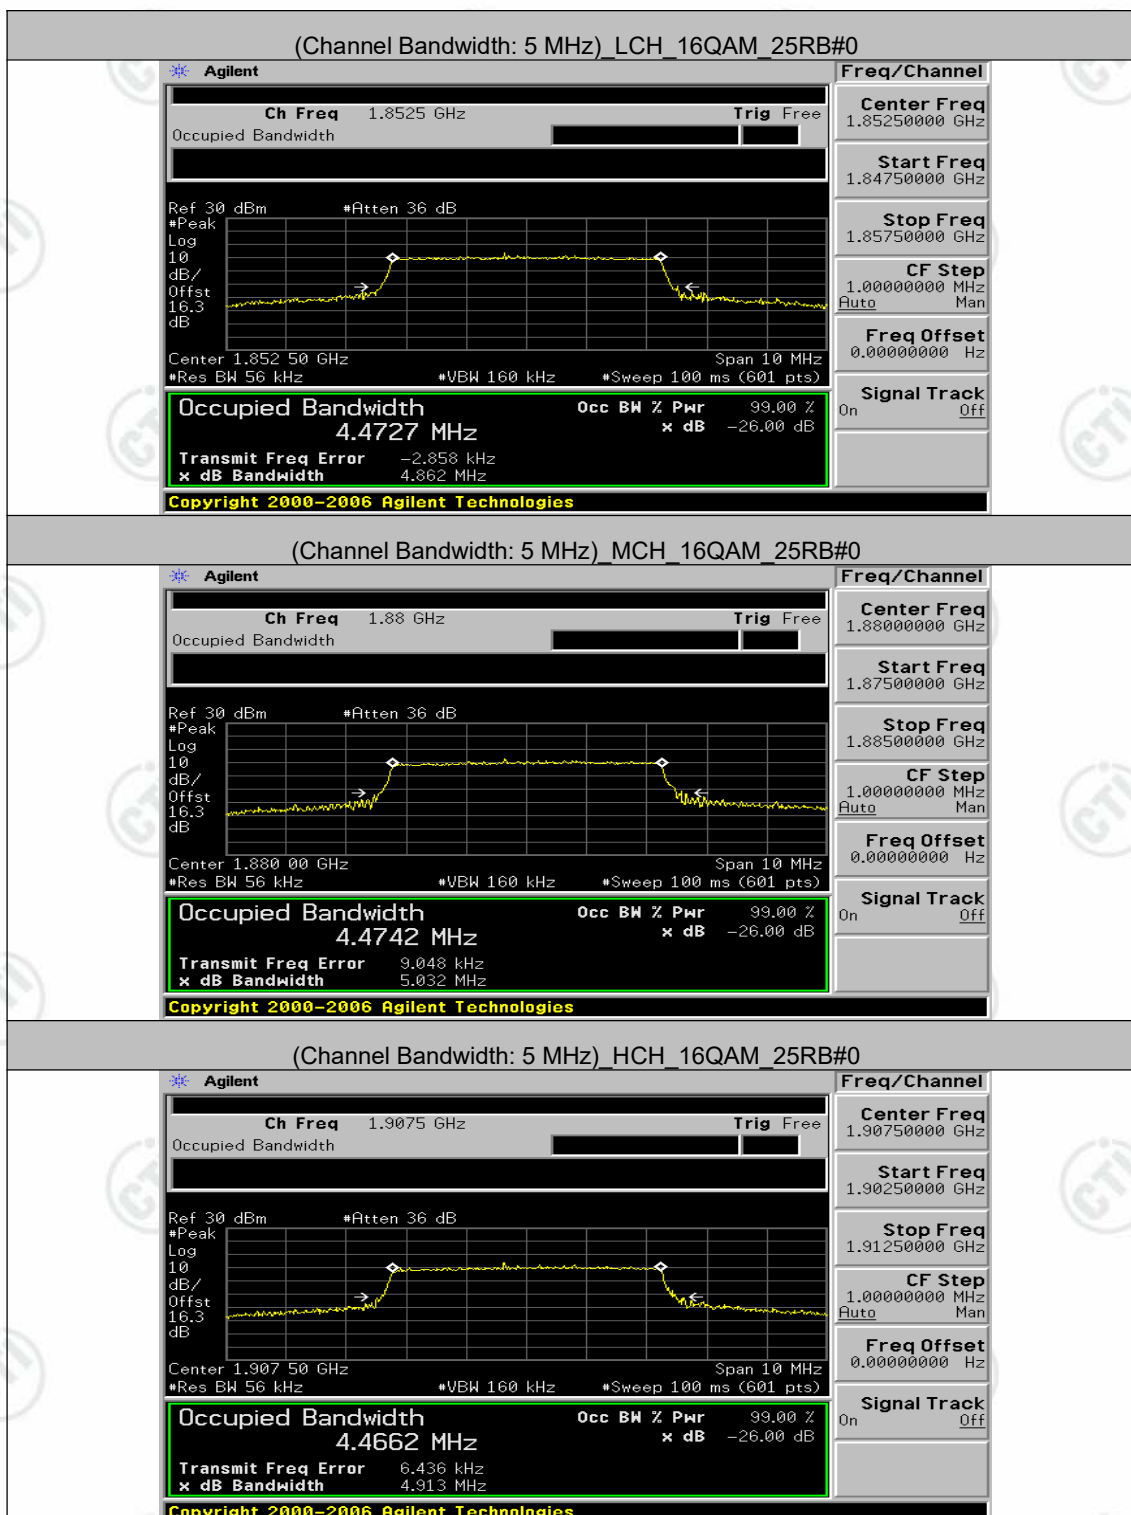 (Channel Bandwidth: 5 MHz)_LCH_16QAM_25RB#0
Agilent
Freq/Channel
Ch Freq 1.8525 GHz Trig Free
Occupied Bandwidth
Center Freq
1.85250000 GHz
Start Freq
1.84750000 GHz
Stop Freq
1.85750000 GHz
CF Step
1.00000000 MHz
Auto Man
Freq Offset
0.00000000 Hz
Signal Track
On Off
Ref 30 dBm #Atten 36 dB
#Peak
Log
10
dB/
Offst
16.3
dB
Center 1.852 50 GHz Span 10 MHz
#Res BW 56 kHz #VBW 160 kHz #Sweep 100 ms (601 pts)
Occupied Bandwidth Occ BW % Pwr 99.00 %
4.4727 MHz x dB -26.00 dB
Transmit Freq Error -2.858 kHz
x dB Bandwidth 4.862 MHz
Copyright 2000-2006 Agilent Technologies
(Channel Bandwidth: 5 MHz)_MCH_16QAM_25RB#0
Agilent
Freq/Channel
Ch Freq 1.88 GHz Trig Free
Occupied Bandwidth
Center Freq
1.88000000 GHz
Start Freq
1.87500000 GHz
Stop Freq
1.88500000 GHz
CF Step
1.00000000 MHz
Auto Man
Freq Offset
0.00000000 Hz
Signal Track
On Off
Ref 30 dBm #Atten 36 dB
#Peak
Log
10
dB/
Offst
16.3
dB
Center 1.880 00 GHz Span 10 MHz
#Res BW 56 kHz #VBW 160 kHz #Sweep 100 ms (601 pts)
Occupied Bandwidth Occ BW % Pwr 99.00 %
4.4742 MHz x dB -26.00 dB
Transmit Freq Error 9.048 kHz
x dB Bandwidth 5.032 MHz
Copyright 2000-2006 Agilent Technologies
(Channel Bandwidth: 5 MHz)_HCH_16QAM_25RB#0
Agilent
Freq/Channel
Ch Freq 1.9075 GHz Trig Free
Occupied Bandwidth
Center Freq
1.90750000 GHz
Start Freq
1.90250000 GHz
Stop Freq
1.91250000 GHz
CF Step
1.00000000 MHz
Auto Man
Freq Offset
0.00000000 Hz
Signal Track
On Off
Ref 30 dBm #Atten 36 dB
#Peak
Log
10
dB/
Offst
16.3
dB
Center 1.907 50 GHz Span 10 MHz
#Res BW 56 kHz #VBW 160 kHz #Sweep 100 ms (601 pts)
Occupied Bandwidth Occ BW % Pwr 99.00 %
4.4662 MHz x dB -26.00 dB
Transmit Freq Error 6.436 kHz
x dB Bandwidth 4.913 MHz
Copyright 2000-2006 Agilent Technologies